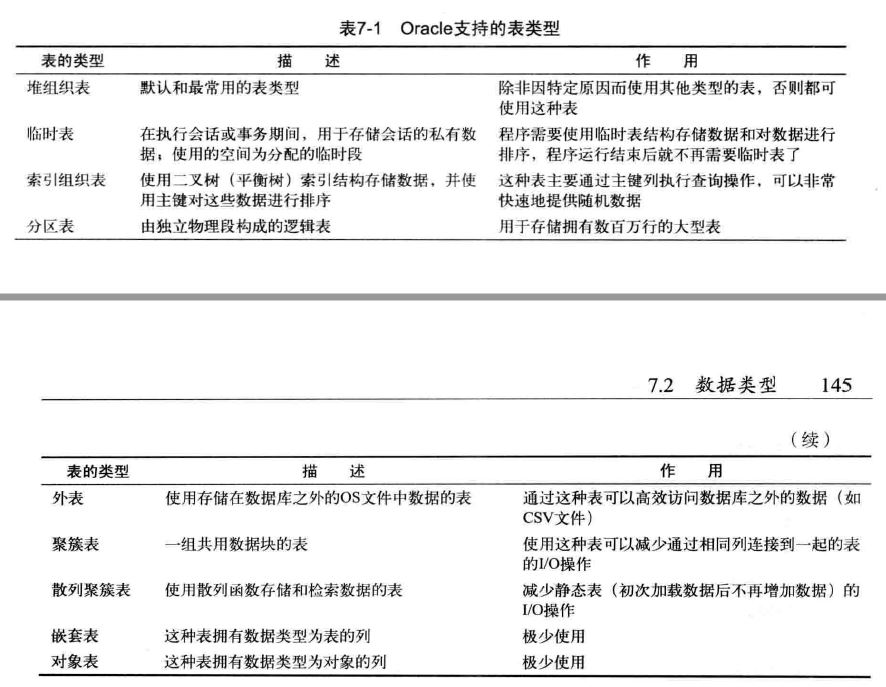 表7-1 Oracle支持的表类型
表的类型 描 述 作 用
堆组织表 默认和最常用的表类型 除非因特定原因而使用其他类型的表，否则都可
使用这种表
临时表 在执行会话或事务期间，用于存储会话的私有数 程序需要使用临时表结构存储数据和对数据进行
据；使用的空间为分配的临时段 排序，程序运行结束后就不再需要临时表了
索引组织表 使用二叉树（平衡树）索引结构存储数据，并使 这种表主要通过主键列执行查询操作，可以非常
用主键对这些数据进行排序 快速地提供随机数据
分区表 由独立物理段构成的逻辑表 用于存储拥有数百万行的大型表
7.2 数据类型 145
（续）
表的类型 描 述 作 用
外表 使用存储在数据库之外的OS文件中数据的表 通过这种表可以高效访问数据库之外的数据（如
CSV文件）
聚簇表 一组共用数据块的表 使用这种表可以减少通过相同列连接到一起的表
的I/O操作
散列聚簇表 使用散列函数存储和检索数据的表 减少静态表（初次加载数据后不再增加数据）的
I/O操作
嵌套表 这种表拥有数据类型为表的列 极少使用
对象表 这种表拥有数据类型为对象的列 极少使用